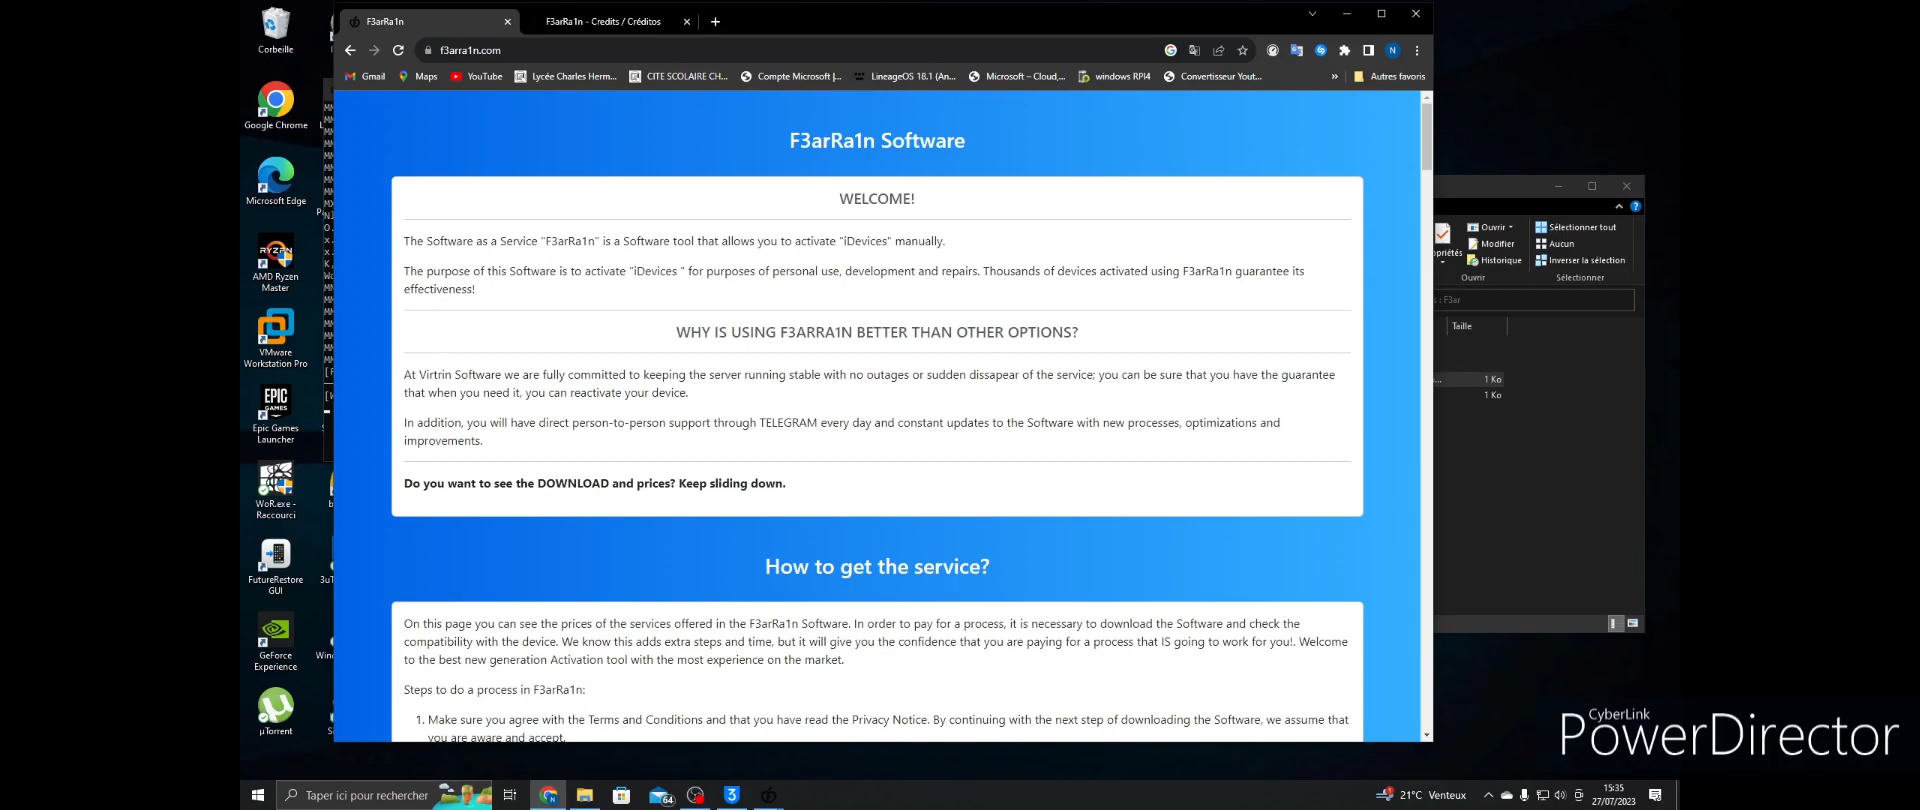 F3arRa1n
F3arRa1n - Credits / Créditos
f3arra1n.com
N
Gmail
Maps
YouTube
Lycée Charles Herm...
CITE SCOLAIRE CH...
Compte Microsoft |...
LineageOS 18.1 (An...
Microsoft – Cloud,...
windows RPI4
Convertisseur Yout...
»
Autres favoris
F3arRa1n Software
WELCOME!
The Software as a Service "F3arRa1n" is a Software tool that allows you to activate "iDevices" manually.
The purpose of this Software is to activate "iDevices " for purposes of personal use, development and repairs. Thousands of devices activated using F3arRa1n guarantee its
effectiveness!
WHY IS USING F3ARRA1N BETTER THAN OTHER OPTIONS?
At Virtrin Software we are fully committed to keeping the server running stable with no outages or sudden dissapear of the service; you can be sure that you have the guarantee
that when you need it, you can reactivate your device.
In addition, you will have direct person-to-person support through TELEGRAM every day and constant updates to the Software with new processes, optimizations and
improvements.
Do you want to see the DOWNLOAD and prices? Keep sliding down.
How to get the service?
On this page you can see the prices of the services offered in the F3arRa1n Software. In order to pay for a process, it is necessary to download the Software and check the
compatibility with the device. We know this adds extra steps and time, but it will give you the confidence that you are paying for a process that IS going to work for you!. Welcome
to the best new generation Activation tool with the most experience on the market.
Steps to do a process in F3arRa1n:
1. Make sure you agree with the Terms and Conditions and that you have read the Privacy Notice. By continuing with the next step of downloading the Software, we assume that
you are aware and accept.
Corbeille
Google Chrome
Microsoft Edge
RYZEN
AMD Ryzen
Master
VMware
Workstation Pro
EPIC
GAMES
Epic Games
Launcher
WoR.exe -
Raccourci
FutureRestore
GUI
GeForce
Experience
µTorrent
Ouvrir
Modifier
Historique
Ouvrir
Sélectionner tout
Aucun
Inverser la sélection
Sélectionner
: F3ar
Taille
1 Ko
1 Ko
CyberLink
PowerDirector
Taper ici pour rechercher
64
21°C Venteux
15:35
27/07/2023